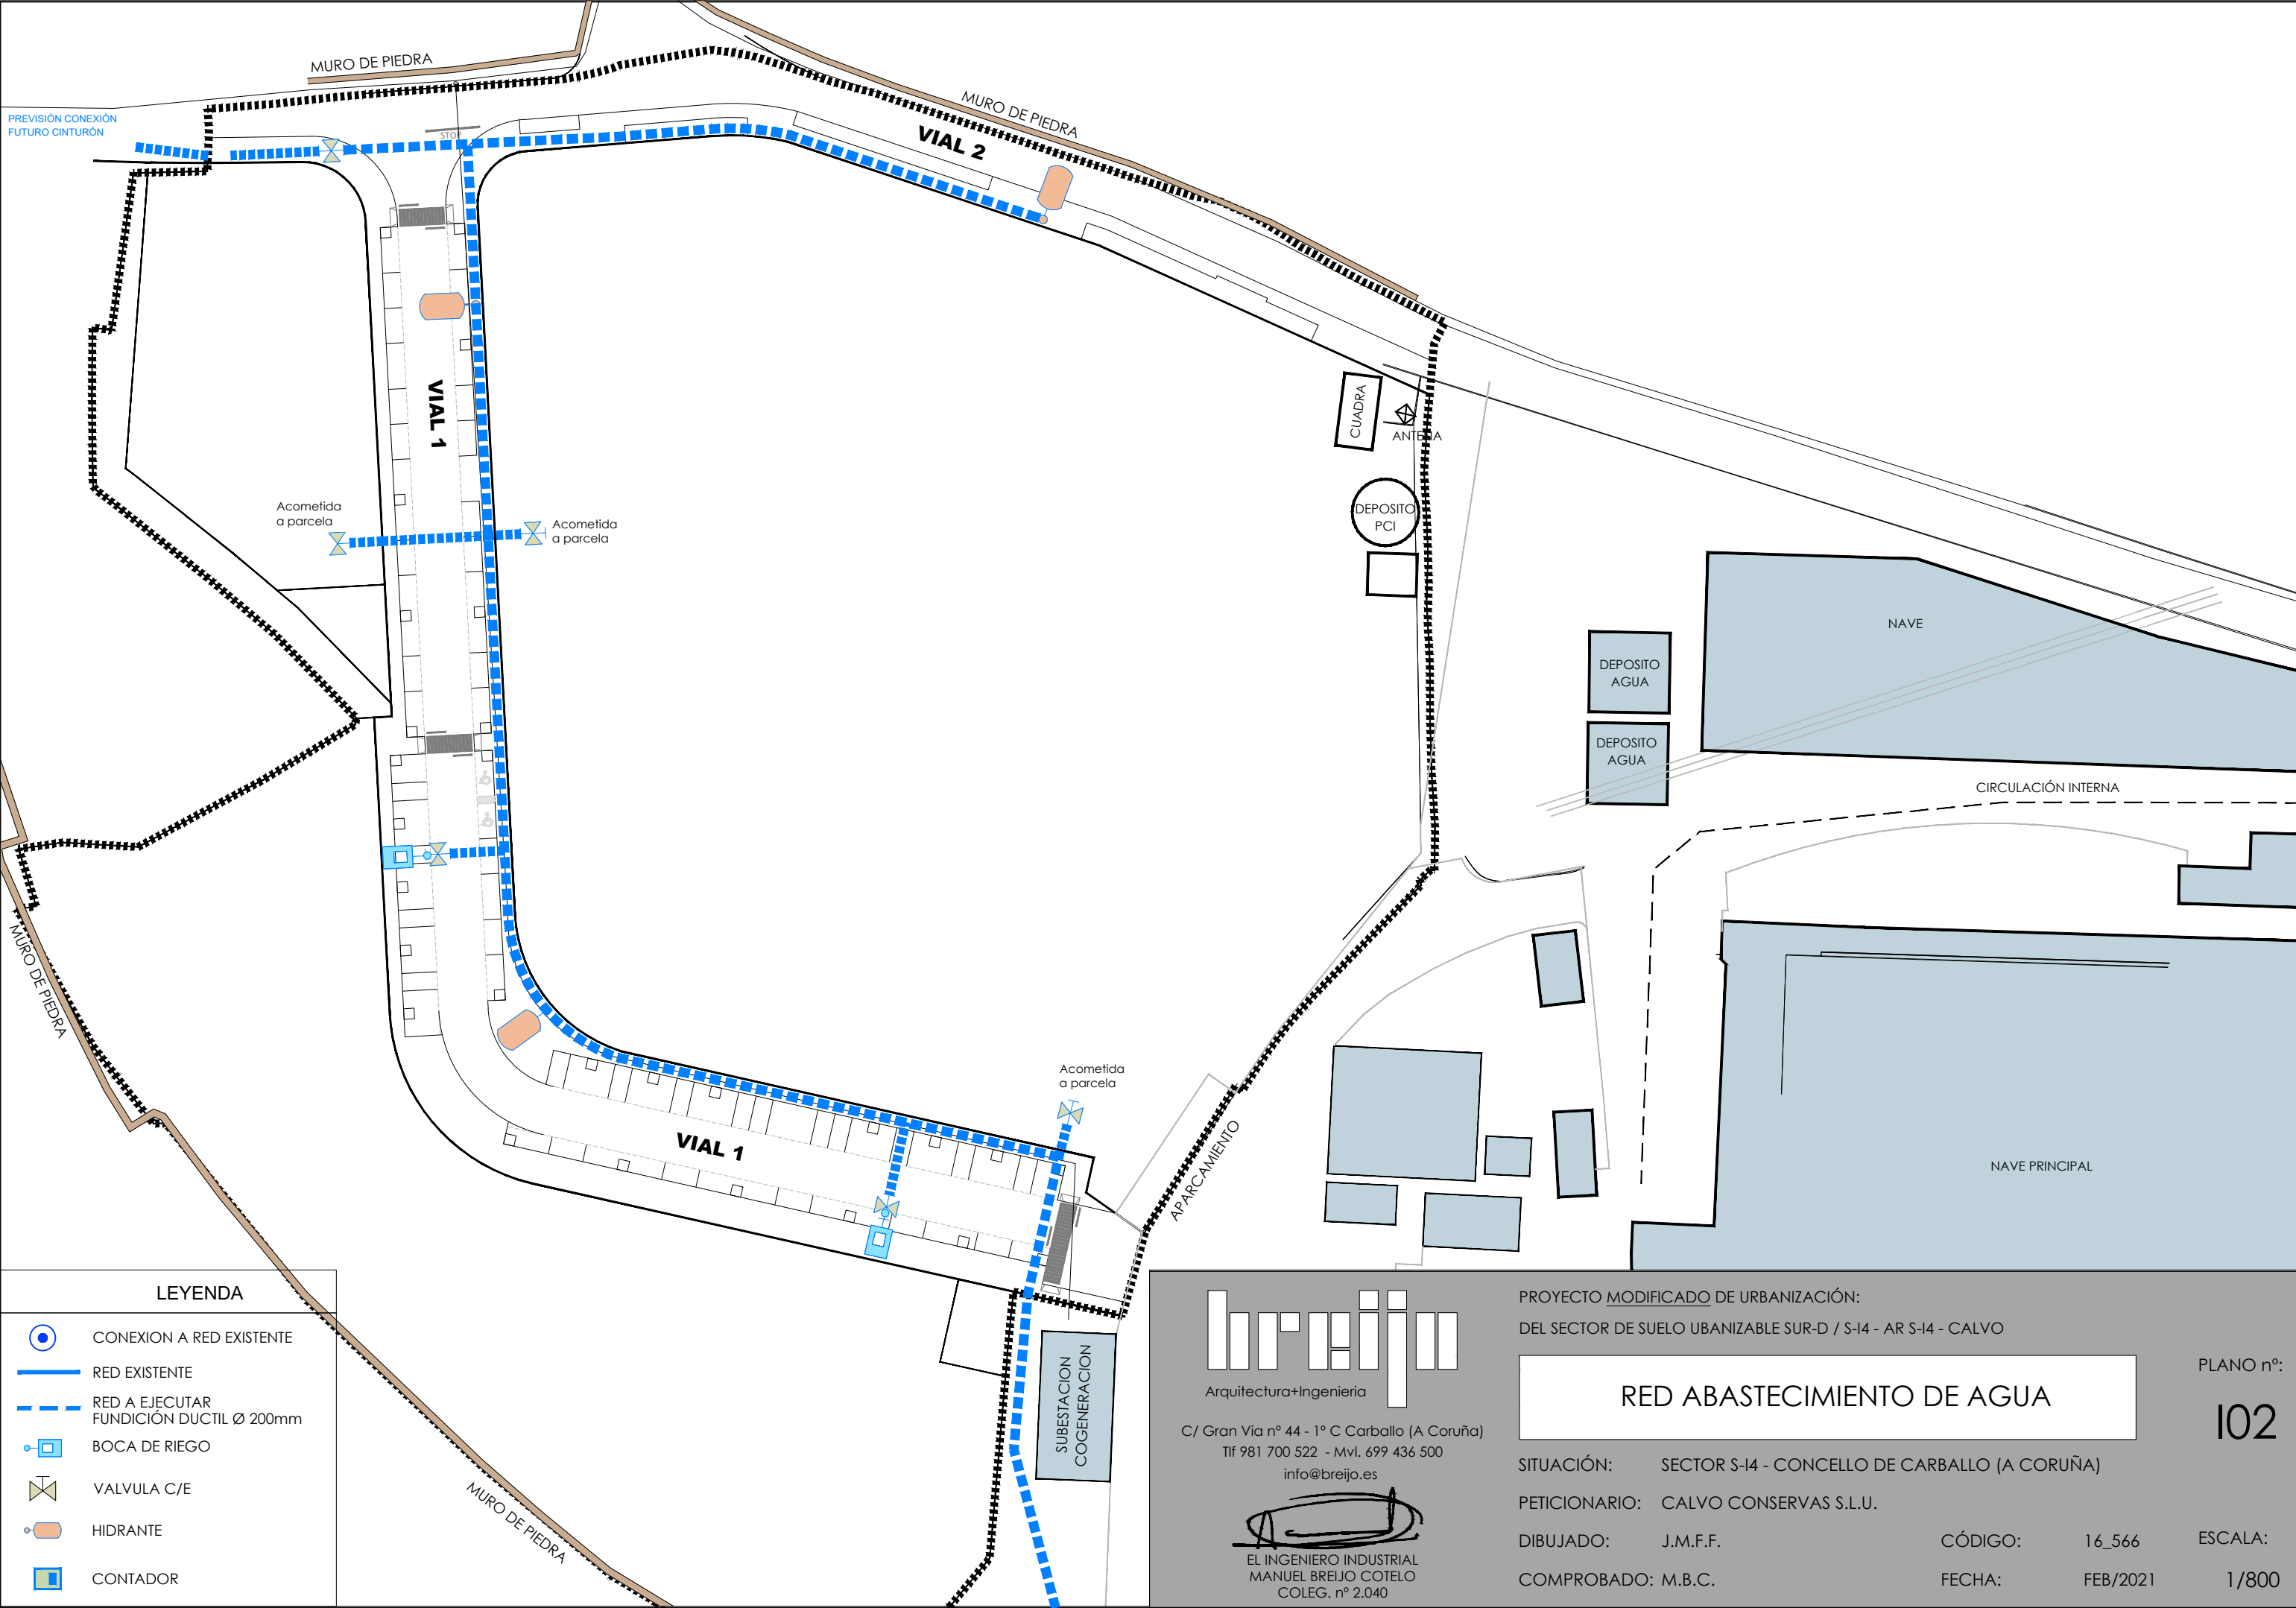 MURO DE PIEDRA
PREVISIÓN CONEXIÓN
FUTURO CINTURÓN
STOP
MURO DE PIEDRA
VIAL 2
VIAL 1
CUADRA
ANTENA
DEPOSITO
PCI
Acometida
a parcela
Acometida
a parcela
NAVE
DEPOSITO
AGUA
DEPOSITO
AGUA
CIRCULACIÓN INTERNA
MURO DE PIEDRA
Acometida
a parcela
VIAL 1
APARCAMIENTO
NAVE PRINCIPAL
SUBESTACION
COGENERACION
MURO DE PIEDRA
LEYENDA
CONEXION A RED EXISTENTE
RED EXISTENTE
RED A EJECUTAR
FUNDICIÓN DUCTIL Ø 200mm
BOCA DE RIEGO
VALVULA C/E
HIDRANTE
CONTADOR
breijo
Arquitectura+Ingenieria
C/ Gran Via nº 44 - 1º C Carballo (A Coruña)
Tlf 981 700 522 - Mvl. 699 436 500
info@breijo.es
EL INGENIERO INDUSTRIAL
MANUEL BREIJO COTELO
COLEG. nº 2.040
PROYECTO MODIFICADO DE URBANIZACIÓN:
DEL SECTOR DE SUELO UBANIZABLE SUR-D / S-I4 - AR S-I4 - CALVO
RED ABASTECIMIENTO DE AGUA
PLANO nº:
I02
SITUACIÓN: SECTOR S-I4 - CONCELLO DE CARBALLO (A CORUÑA)
PETICIONARIO: CALVO CONSERVAS S.L.U.
DIBUJADO: J.M.F.F. CÓDIGO: 16_566 ESCALA:
COMPROBADO: M.B.C. FECHA: FEB/2021 1/800